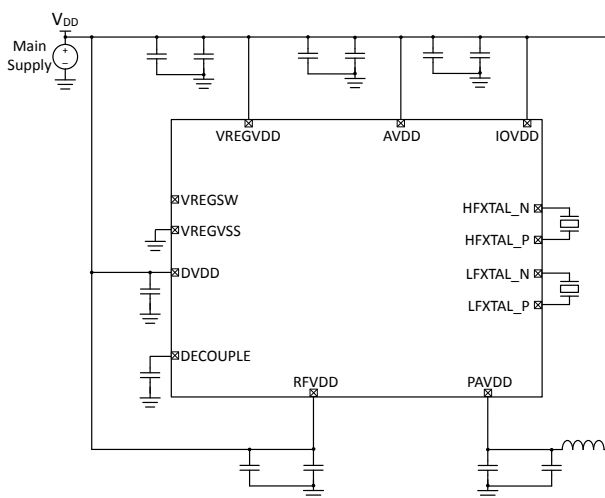 VDD
Main
Supply
+
−
VREGVDD
AVDD
IOVDD
VREGSW
HFXTAL_N
VREGVSS
HFXTAL_P
DVDD
LFXTAL_N
LFXTAL_P
DECOUPLE
RFVDD
PAVDD